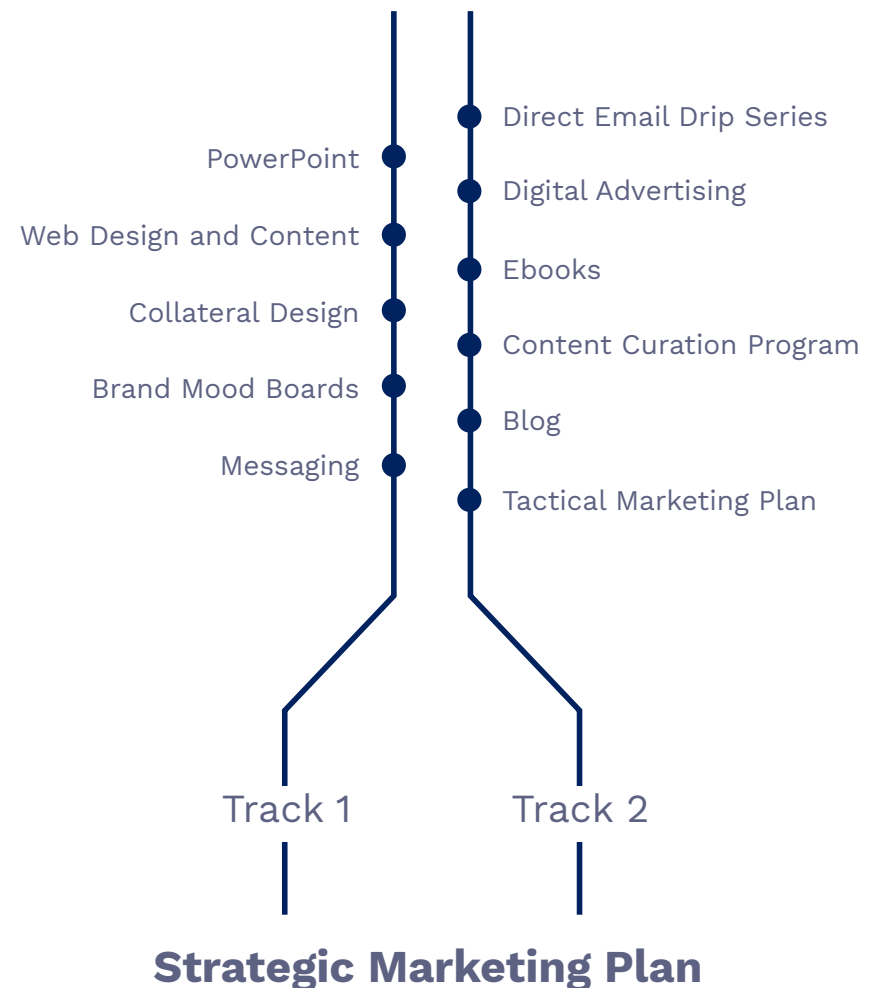 PowerPoint
Web Design and Content
Collateral Design
Brand Mood Boards
Messaging
Direct Email Drip Series
Digital Advertising
Ebooks
Content Curation Program
Blog
Tactical Marketing Plan
Track 1
Track 2
Strategic Marketing Plan